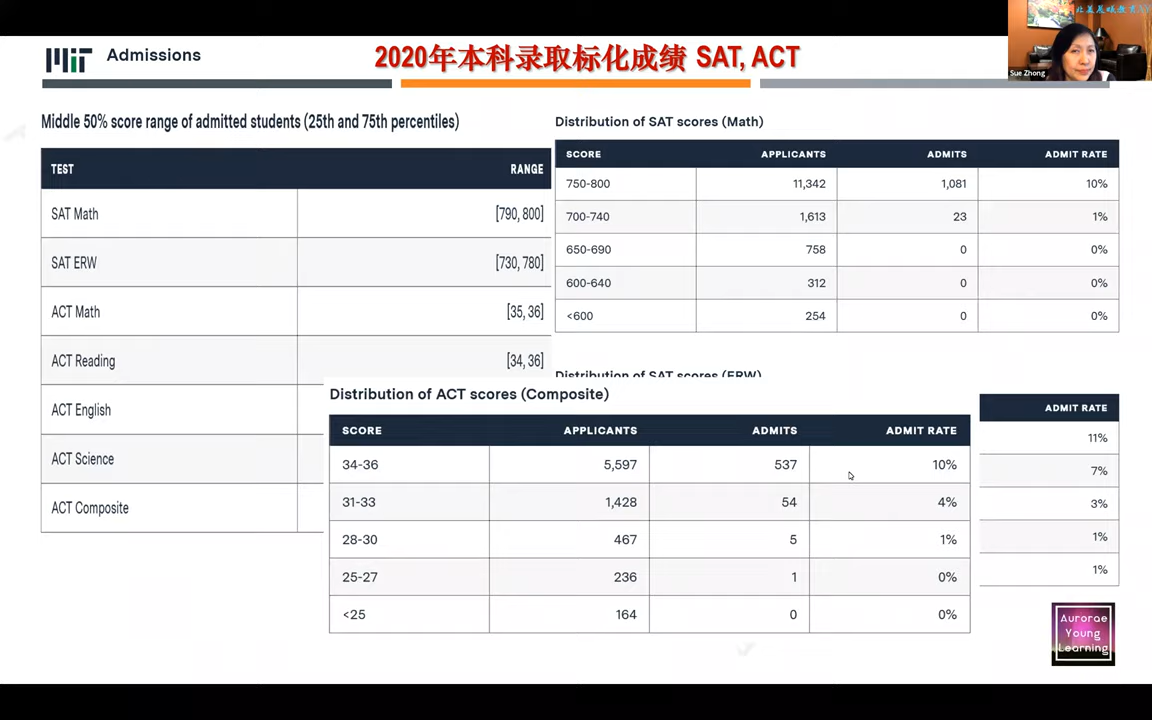 北美晨曦教育
Sue Zhong
MIT Admissions
2020年本科录取标化成绩 SAT, ACT
Middle 50% score range of admitted students (25th and 75th percentiles)
TEST RANGE
SAT Math [790, 800]
SAT ERW [730, 780]
ACT Math [35, 36]
ACT Reading [34, 36]
ACT English
ACT Science
ACT Composite
Distribution of SAT scores (Math)
SCORE APPLICANTS ADMITS ADMIT RATE
750-800 11,342 1,081 10%
700-740 1,613 23 1%
650-690 758 0 0%
600-640 312 0 0%
<600 254 0 0%
Distribution of SAT scores (ERW)
ADMIT RATE
11%
7%
3%
1%
1%
Distribution of ACT scores (Composite)
SCORE APPLICANTS ADMITS ADMIT RATE
34-36 5,597 537 10%
31-33 1,428 54 4%
28-30 467 5 1%
25-27 236 1 0%
<25 164 0 0%
Aurorae
Young
Learning